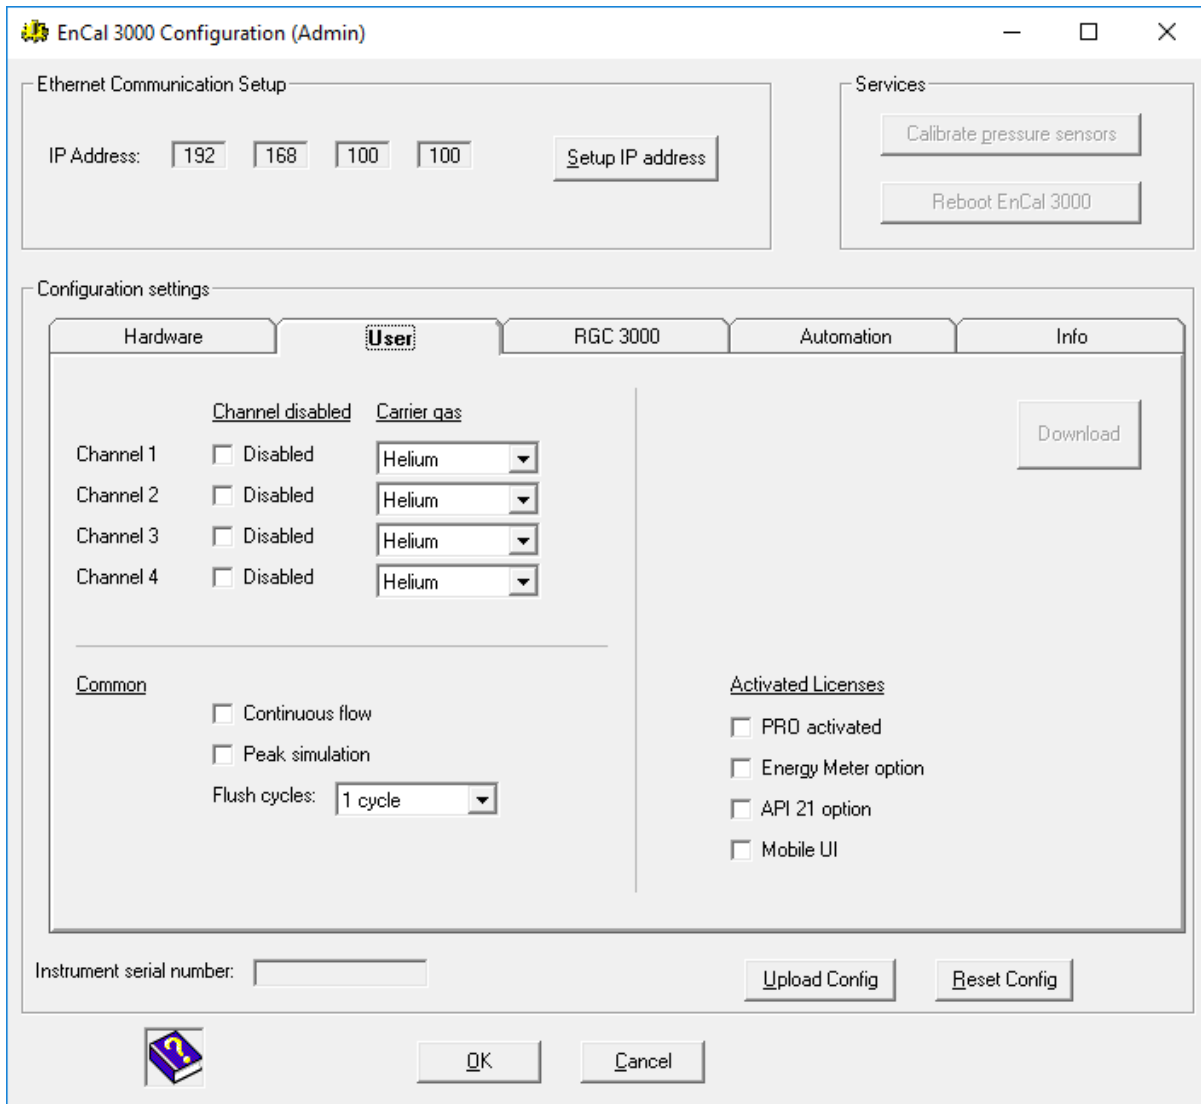 EnCal 3000 Configuration (Admin)
Ethernet Communication Setup
IP Address: 192 168 100 100
Setup IP address
Services
Calibrate pressure sensors
Reboot EnCal 3000
Configuration settings
Hardware User RGC 3000 Automation Info
Channel disabled Carrier gas
Download
Channel 1 Disabled Helium
Channel 2 Disabled Helium
Channel 3 Disabled Helium
Channel 4 Disabled Helium
Common
Continuous flow
Peak simulation
Flush cycles: 1 cycle
Activated Licenses
PRO activated
Energy Meter option
API 21 option
Mobile UI
Instrument serial number:
Upload Config Reset Config
?
OK Cancel